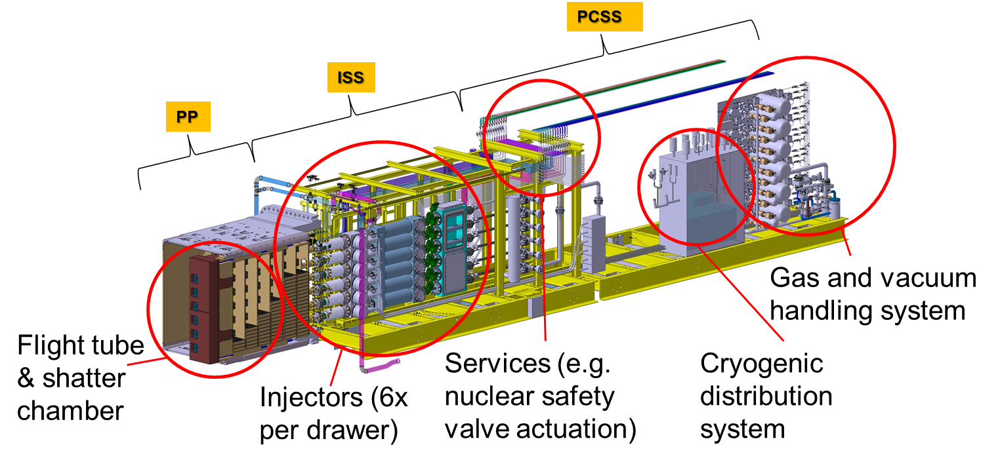 PCSS
ISS
PP
Gas and vacuum
handling system
Flight tube
& shatter
chamber
Injectors (6x
per drawer)
Services (e.g.
nuclear safety
valve actuation)
Cryogenic
distribution
system